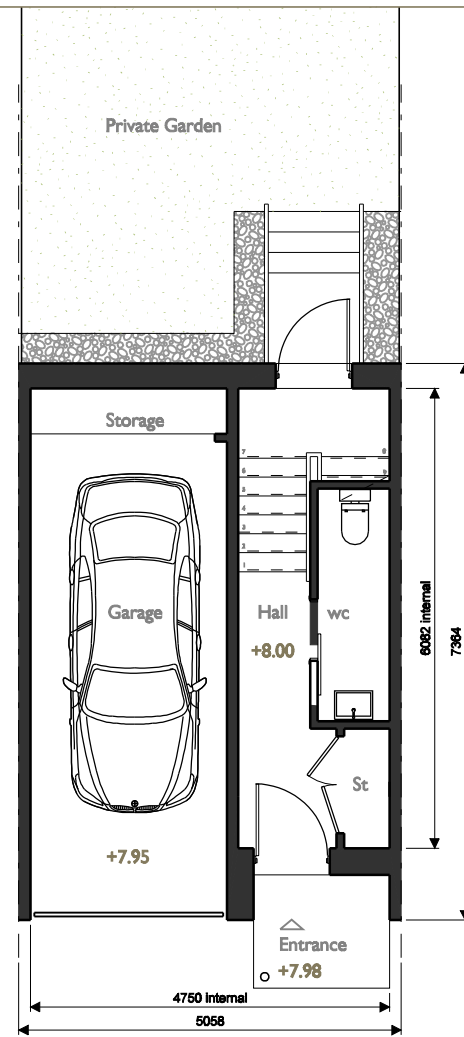 Private Garden
Storage
7
6
5
4
3
2
1
8
9
Garage
Hall
wc
+8.00
6082 internal
7364
St
+7.95
Entrance
+7.98
4750 internal
5058